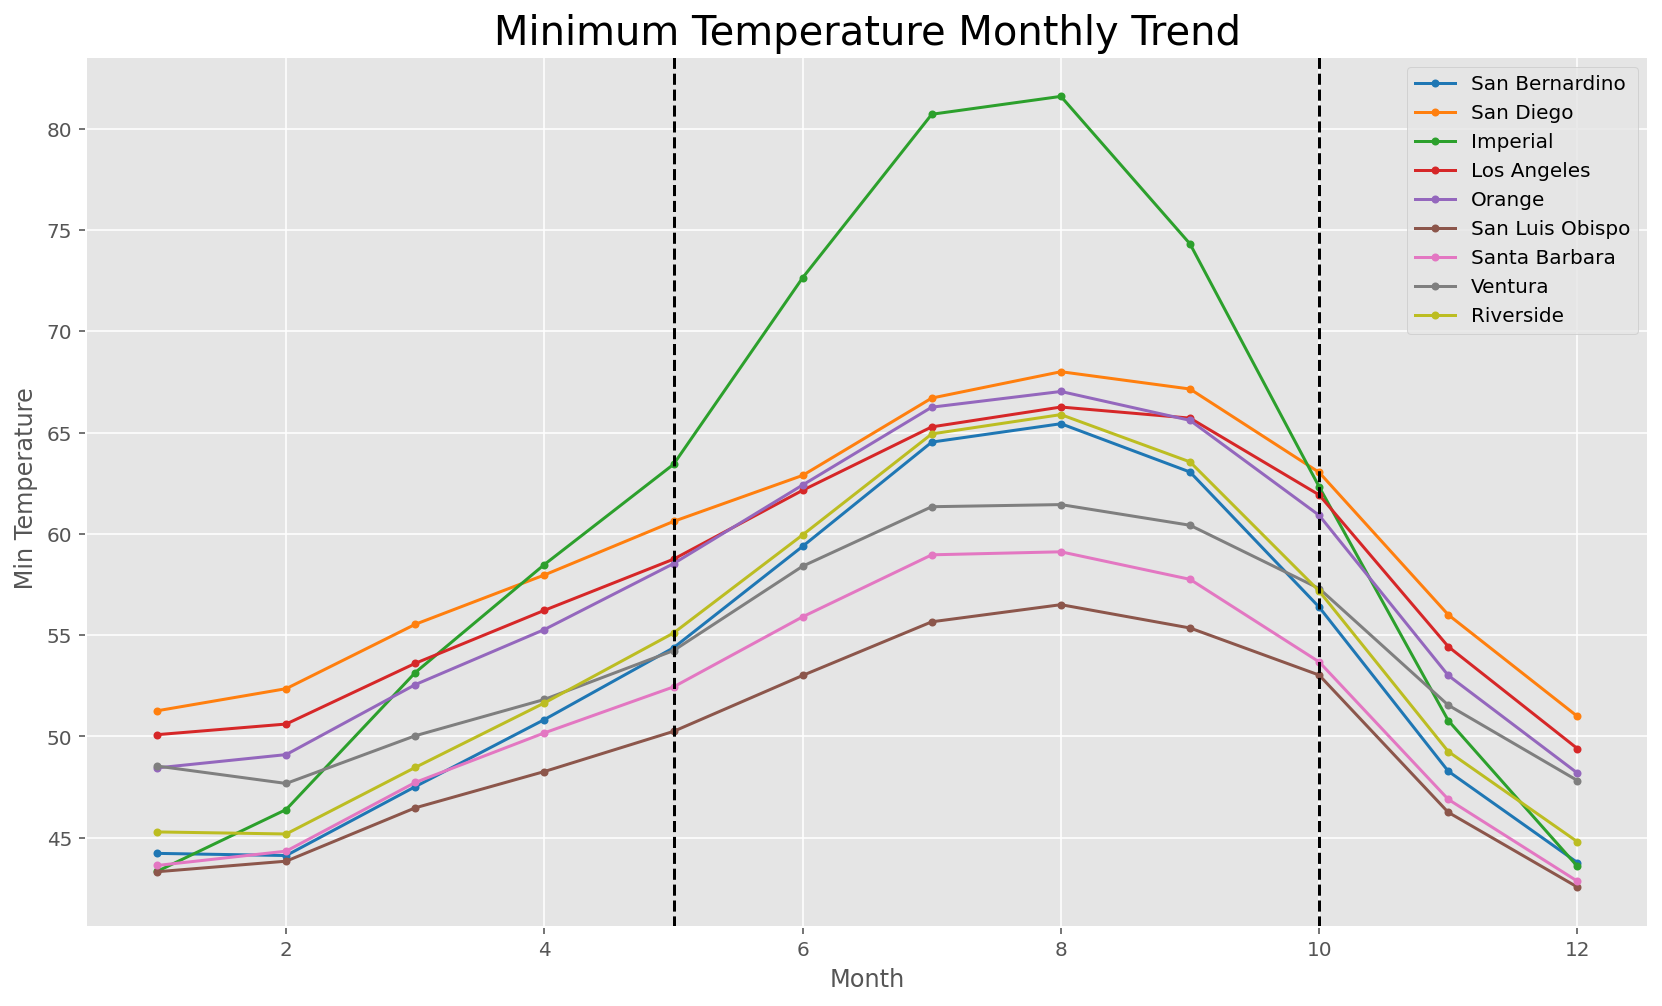 Minimum Temperature Monthly Trend
San Bernardino
San Diego
Imperial
Los Angeles
Orange
San Luis Obispo
Santa Barbara
Ventura
Riverside
Min Temperature
80
75
70
65
60
55
50
45
2 4 6 8 10 12
Month